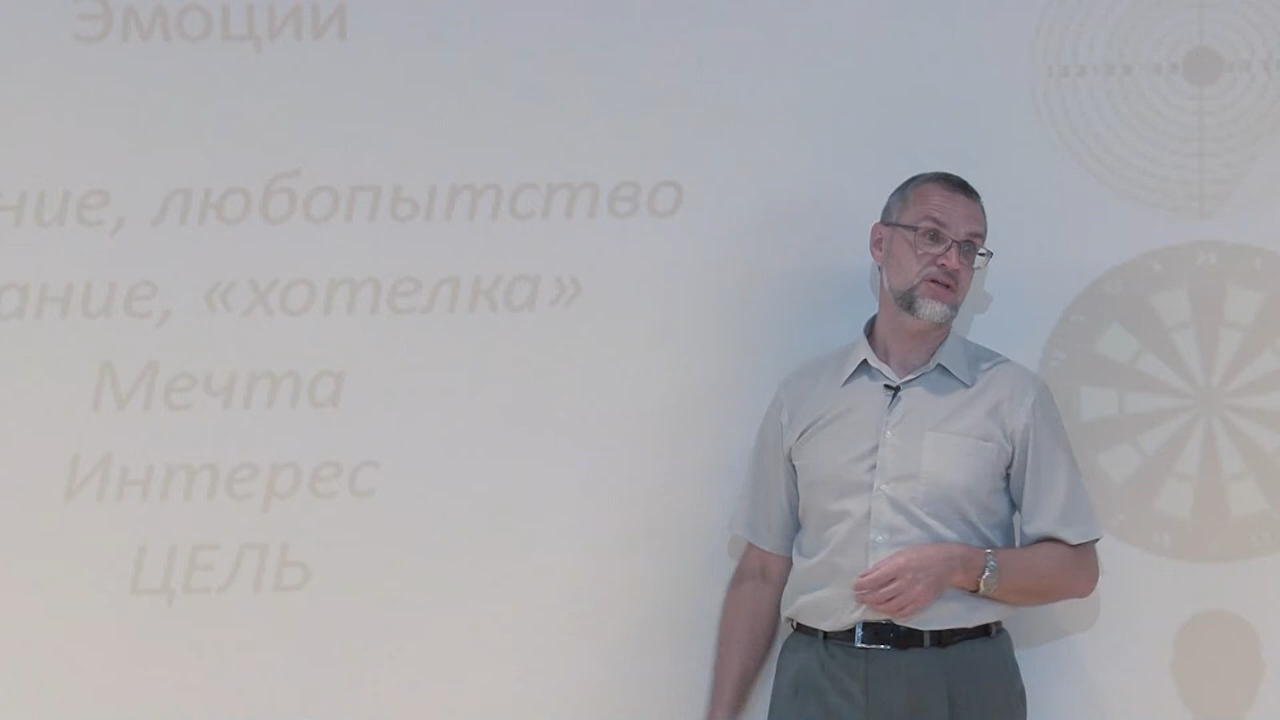 Эмоции
ние, любопытство
ание, «хотелка»
Мечта
Интерес
ЦЕЛЬ